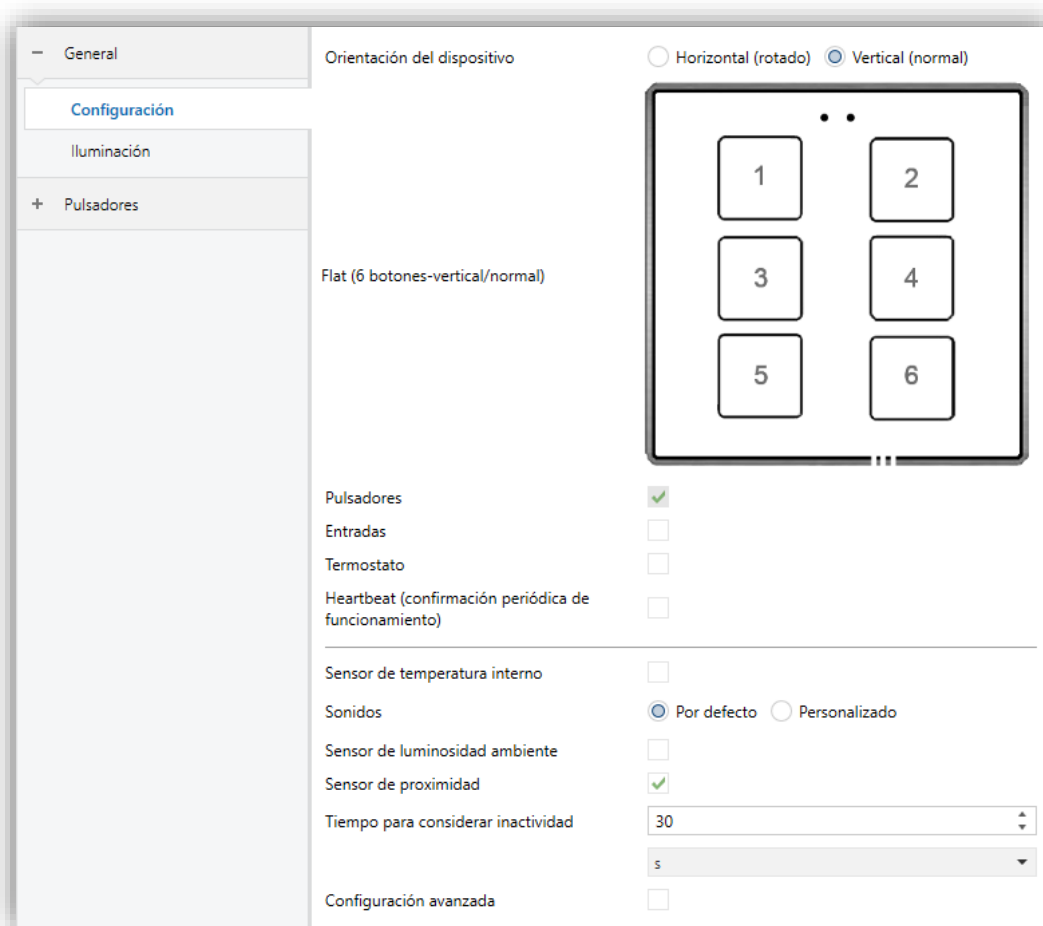 General
Configuración
Iluminación
Pulsadores
Orientación del dispositivo
Horizontal (rotado) Vertical (normal)
1 2
Flat (6 botones-vertical/normal)
3 4
5 6
Pulsadores
Entradas
Termostato
Heartbeat (confirmación periódica de
funcionamiento)
Sensor de temperatura interno
Sonidos Por defecto Personalizado
Sensor de luminosidad ambiente
Sensor de proximidad
Tiempo para considerar inactividad 30
s
Configuración avanzada